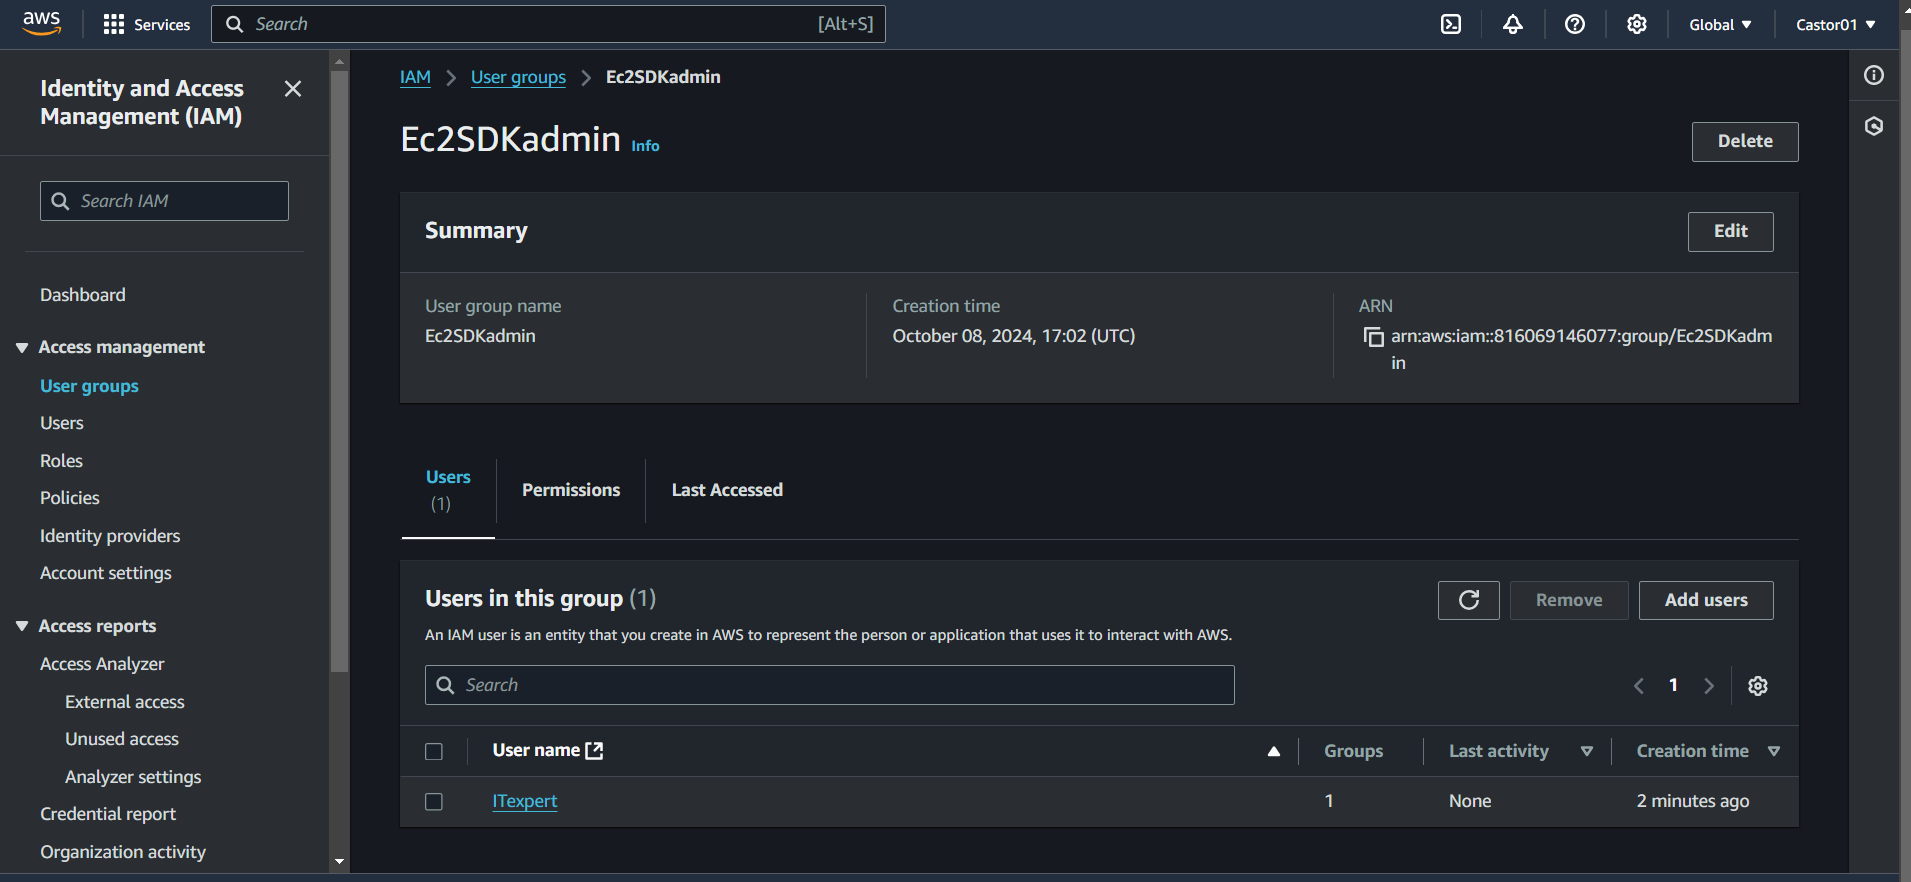 aws
Services
Search [Alt+S]
Global
Castor01
Identity and Access
Management (IAM)
Search IAM
Dashboard
Access management
User groups
Users
Roles
Policies
Identity providers
Account settings
Access reports
Access Analyzer
External access
Unused access
Analyzer settings
Credential report
Organization activity
IAM > User groups > Ec2SDKadmin
Ec2SDKadmin Info
Delete
Summary
Edit
User group name
Ec2SDKadmin
Creation time
October 08, 2024, 17:02 (UTC)
ARN
arn:aws:iam::816069146077:group/Ec2SDKadm
in
Users
(1)
Permissions
Last Accessed
Users in this group (1)
Remove
Add users
An IAM user is an entity that you create in AWS to represent the person or application that uses it to interact with AWS.
Search
1
User name Groups Last activity Creation time
ITexpert 1 None 2 minutes ago